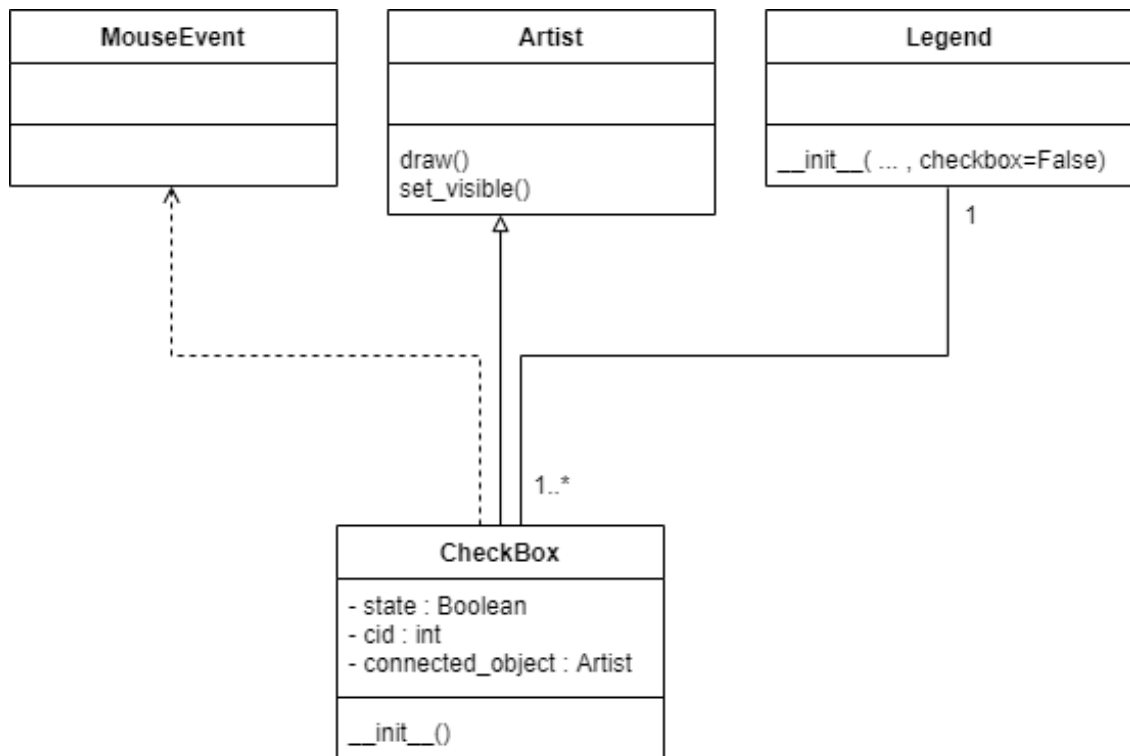 MouseEvent
Artist
draw()
set_visible()
Legend
__init__( ... , checkbox=False)
1
1..*
CheckBox
- state : Boolean
- cid : int
- connected_object : Artist
__init__()